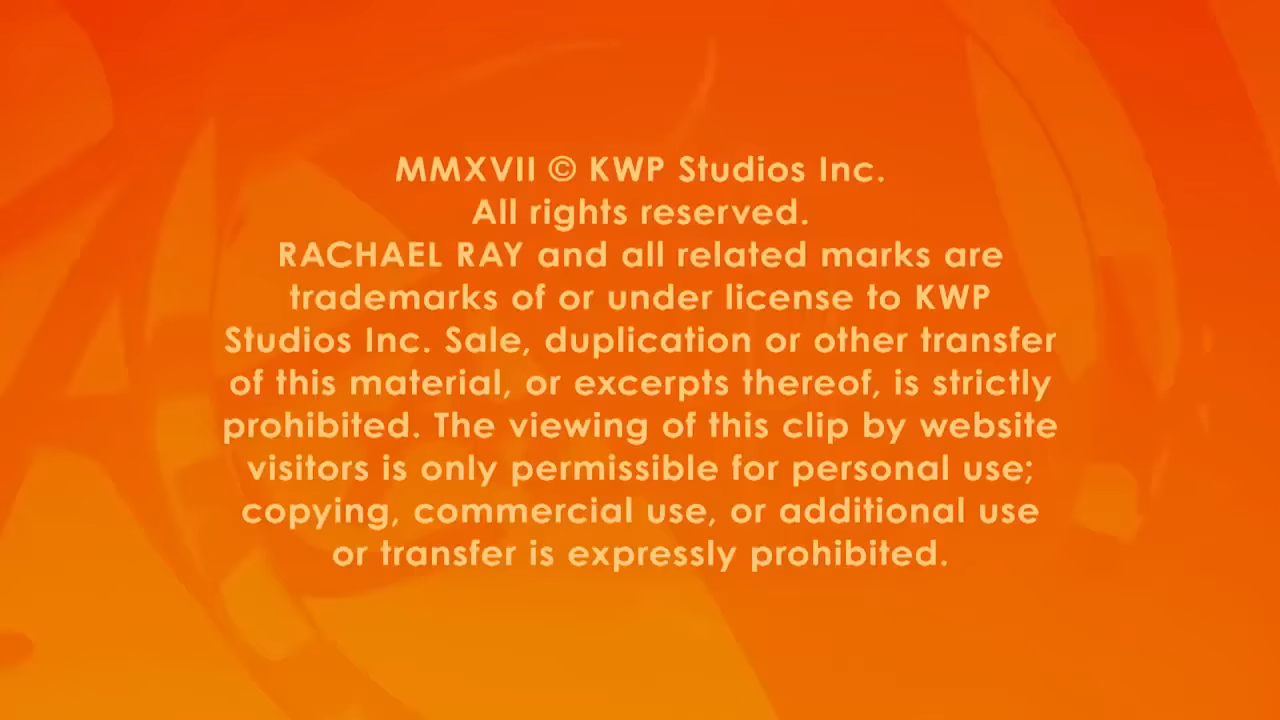 MMXVII © KWP Studios Inc.
All rights reserved.
RACHAEL RAY and all related marks are
trademarks of or under license to KWP
Studios Inc. Sale, duplication or other transfer
of this material, or excerpts thereof, is strictly
prohibited. The viewing of this clip by website
visitors is only permissible for personal use;
copying, commercial use, or additional use
or transfer is expressly prohibited.